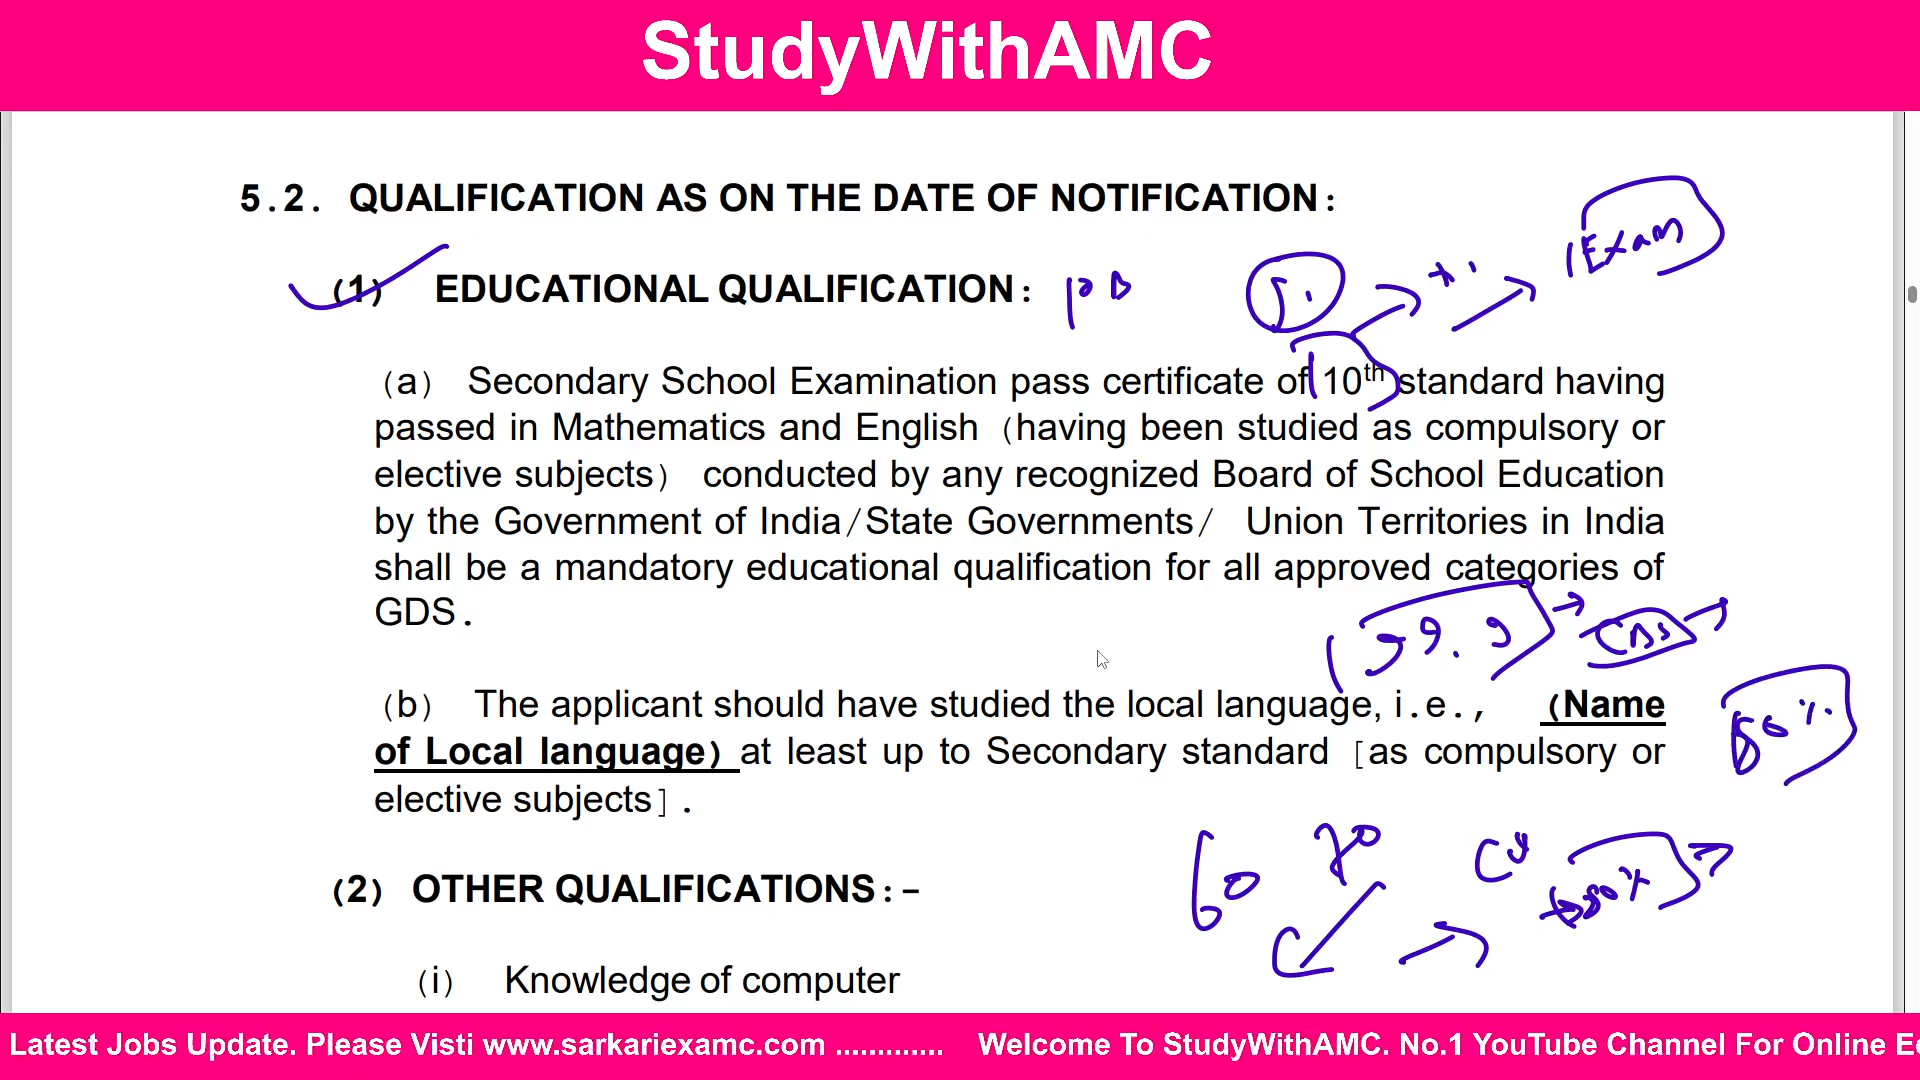 StudyWithAMC
5.2. QUALIFICATION AS ON THE DATE OF NOTIFICATION:
(1) EDUCATIONAL QUALIFICATION:
Exam
(a) Secondary School Examination pass certificate of 10th standard having
passed in Mathematics and English (having been studied as compulsory or
elective subjects) conducted by any recognized Board of School Education
by the Government of India/State Governments/ Union Territories in India
shall be a mandatory educational qualification for all approved categories of
GDS.
59.9
(b) The applicant should have studied the local language, i.e., (Name
of Local language) at least up to Secondary standard [as compulsory or
elective subjects].
60 70
(2) OTHER QUALIFICATIONS:-
(i) Knowledge of computer
Latest Jobs Update. Please Visti www.sarkariexamc.com ............. Welcome To StudyWithAMC. No.1 YouTube Channel For Online